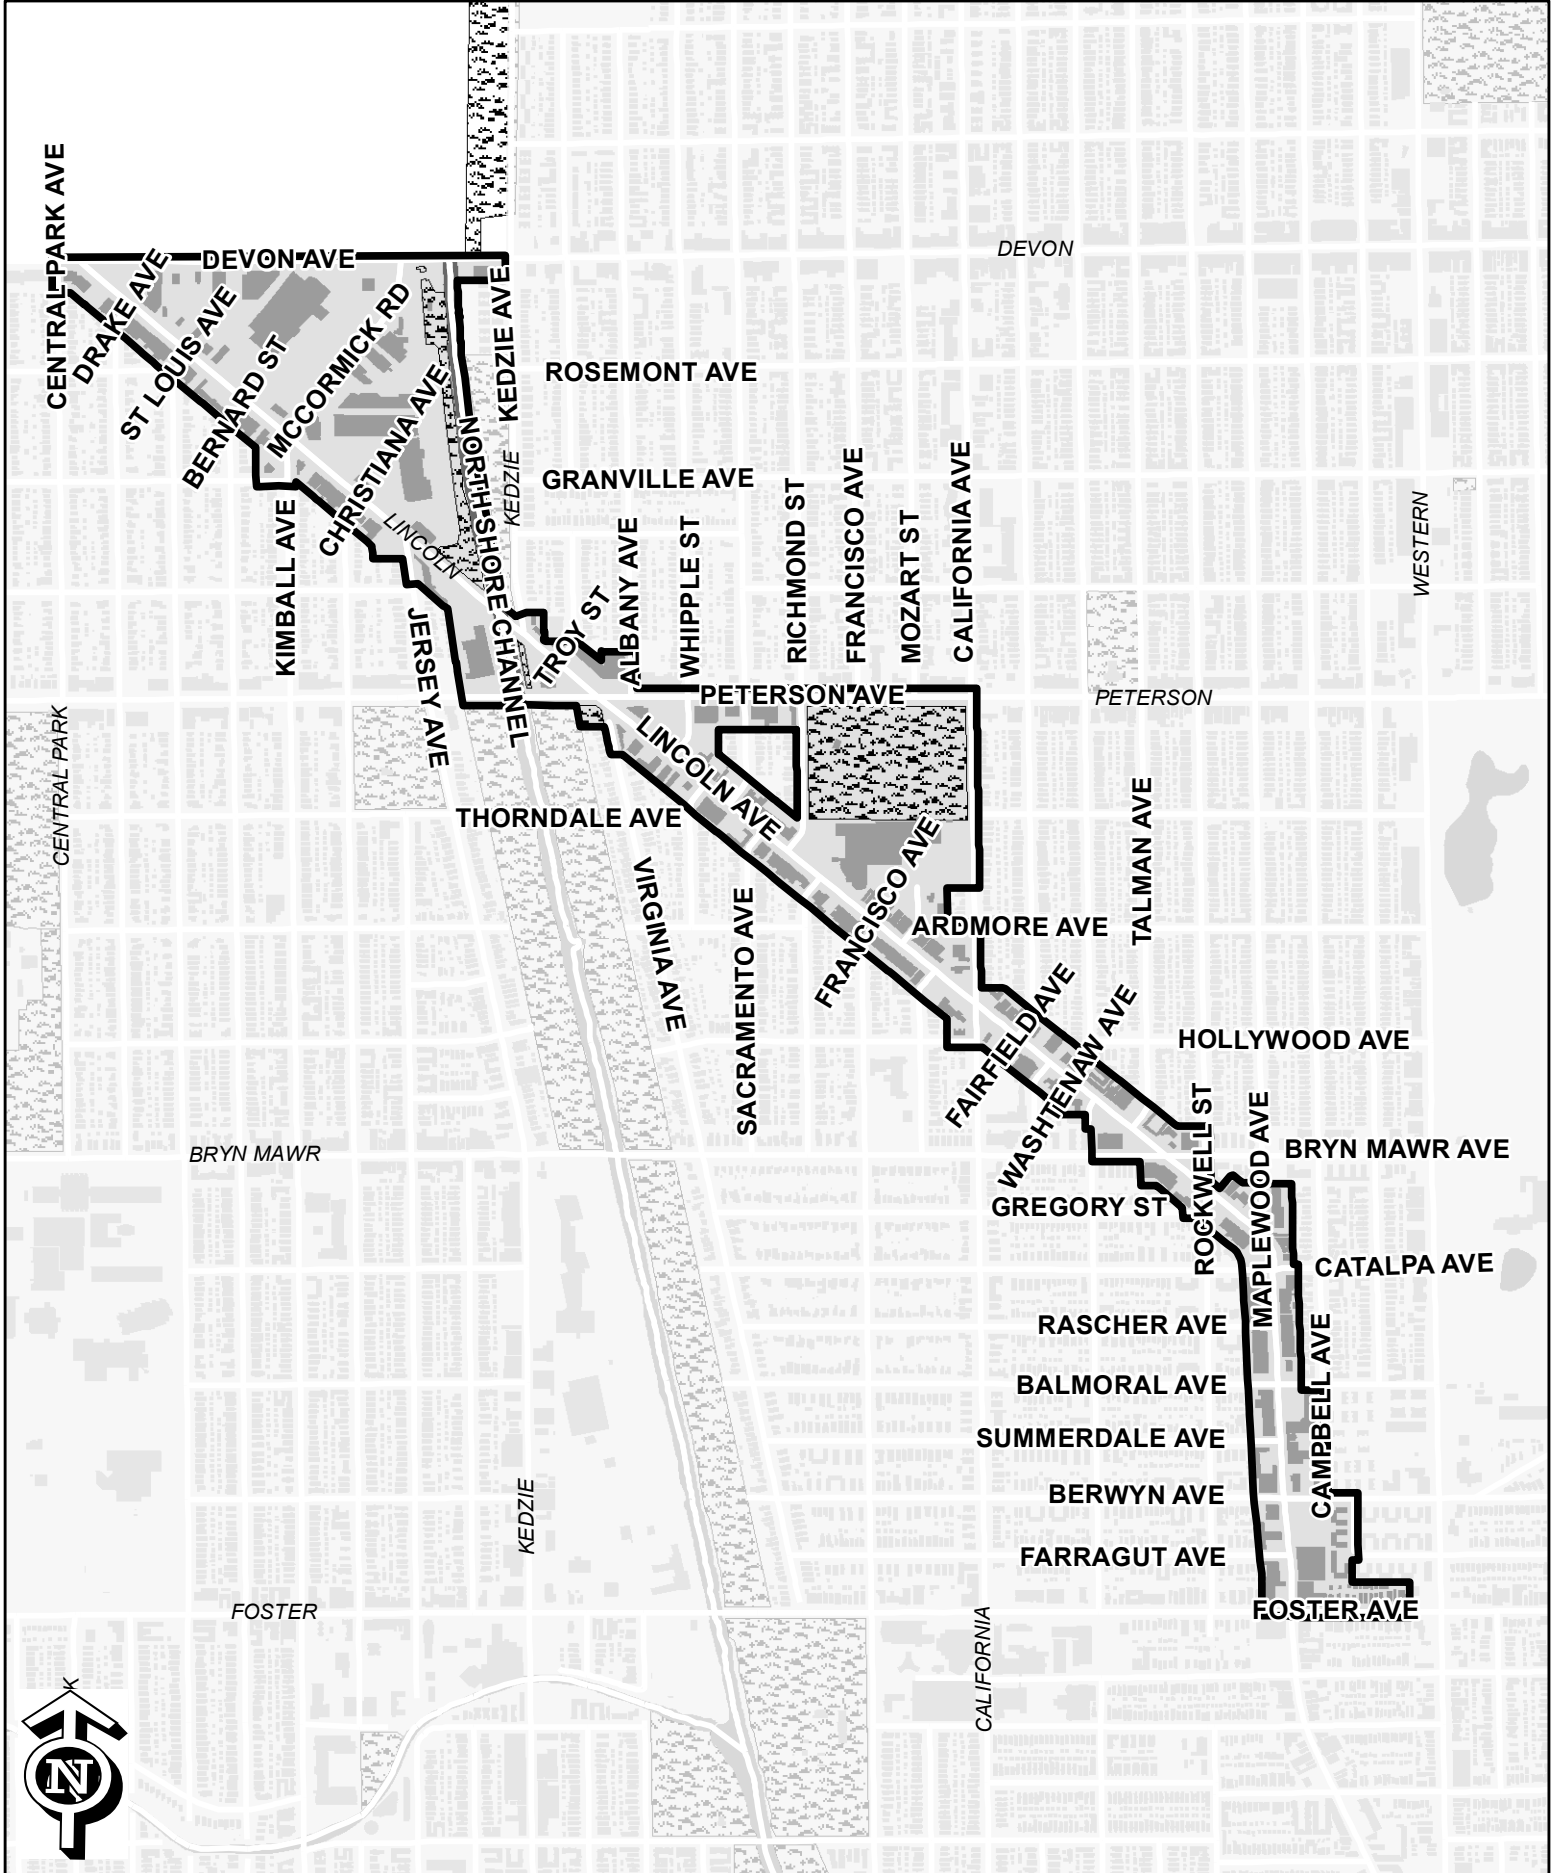 CENTRAL PARK AVE
DEVON AVE
DEVON
DRAKE AVE
ST LOUIS AVE
BERNARD ST
MCCORMICK RD
CHRISTIANA AVE
KEDZIE AVE
ROSEMONT AVE
KEDZIE
GRANVILLE AVE
NORTH SHORE CHANNEL
LINCOLN
KIMBALL AVE
JERSEY AVE
TROY ST
ALBANY AVE
WHIPPLE ST
RICHMOND ST
FRANCISCO AVE
MOZART ST
CALIFORNIA AVE
WESTERN
PETERSON AVE
PETERSON
CENTRAL PARK
LINCOLN AVE
THORNDALE AVE
VIRGINIA AVE
SACRAMENTO AVE
FRANCISCO AVE
TALMAN AVE
ARDMORE AVE
FAIRFIELD AVE
WASHTENAW AVE
HOLLYWOOD AVE
BRYN MAWR
ROCKWELL ST
MAPLEWOOD AVE
BRYN MAWR AVE
GREGORY ST
CATALPA AVE
RASCHER AVE
BALMORAL AVE
CAMPBELL AVE
SUMMERDALE AVE
BERWYN AVE
KEDZIE
FARRAGUT AVE
FOSTER
FOSTER AVE
CALIFORNIA
K
N